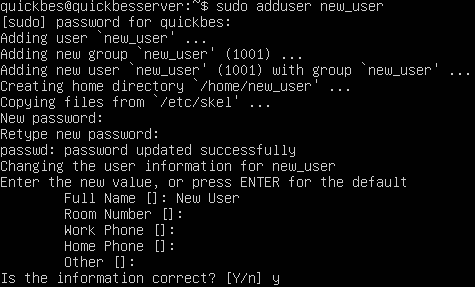 quickbes@quickbesserver:~$ sudo adduser new_user
[sudo] password for quickbes:
Adding user `new_user' ...
Adding new group `new_user' (1001) ...
Adding new user `new_user' (1001) with group `new_user' ...
Creating home directory `/home/new_user' ...
Copying files from `/etc/skel' ...
New password:
Retype new password:
passwd: password updated successfully
Changing the user information for new_user
Enter the new value, or press ENTER for the default
        Full Name []: New User
        Room Number []:
        Work Phone []:
        Home Phone []:
        Other []:
Is the information correct? [Y/n] y